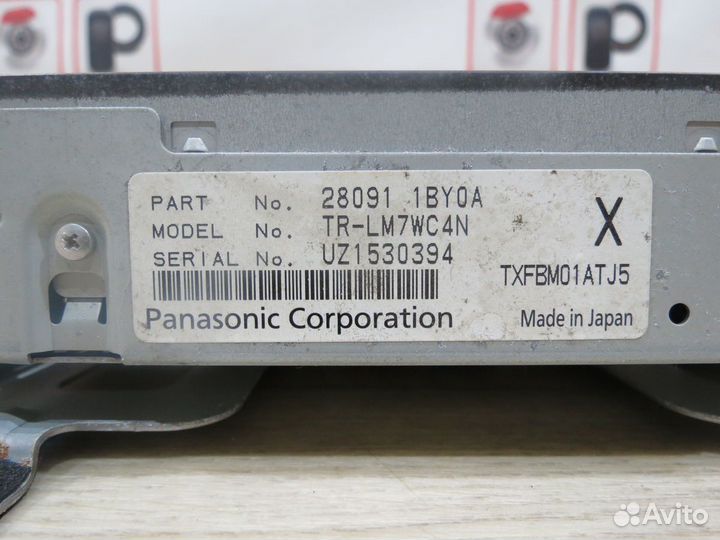 P
P
PART No. 28091 1BY0A
MODEL No. TR-LM7WC4N
SERIAL No. UZ1530394
X
TXFBM01ATJ5
Panasonic Corporation
Made in Japan
Avito